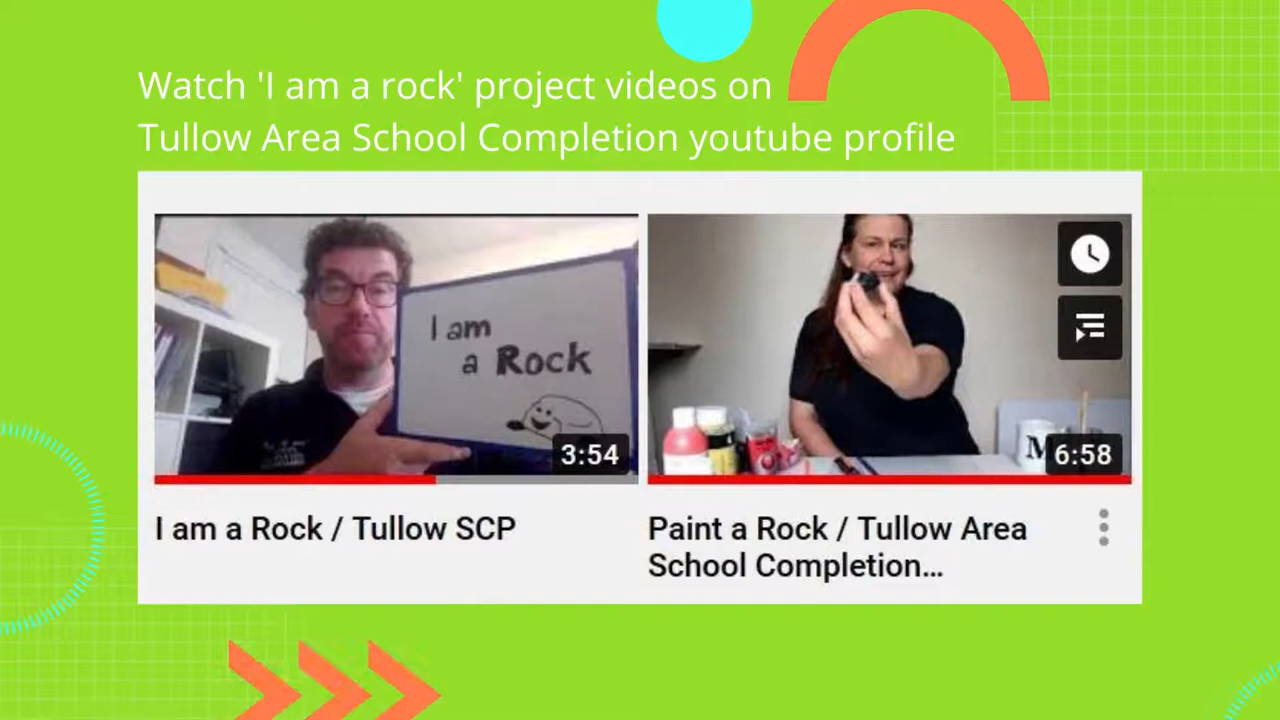 Watch 'I am a rock' project videos on
Tullow Area School Completion youtube profile
I am
a Rock
3:54
M
6:58
I am a Rock / Tullow SCP
Paint a Rock / Tullow Area
School Completion...